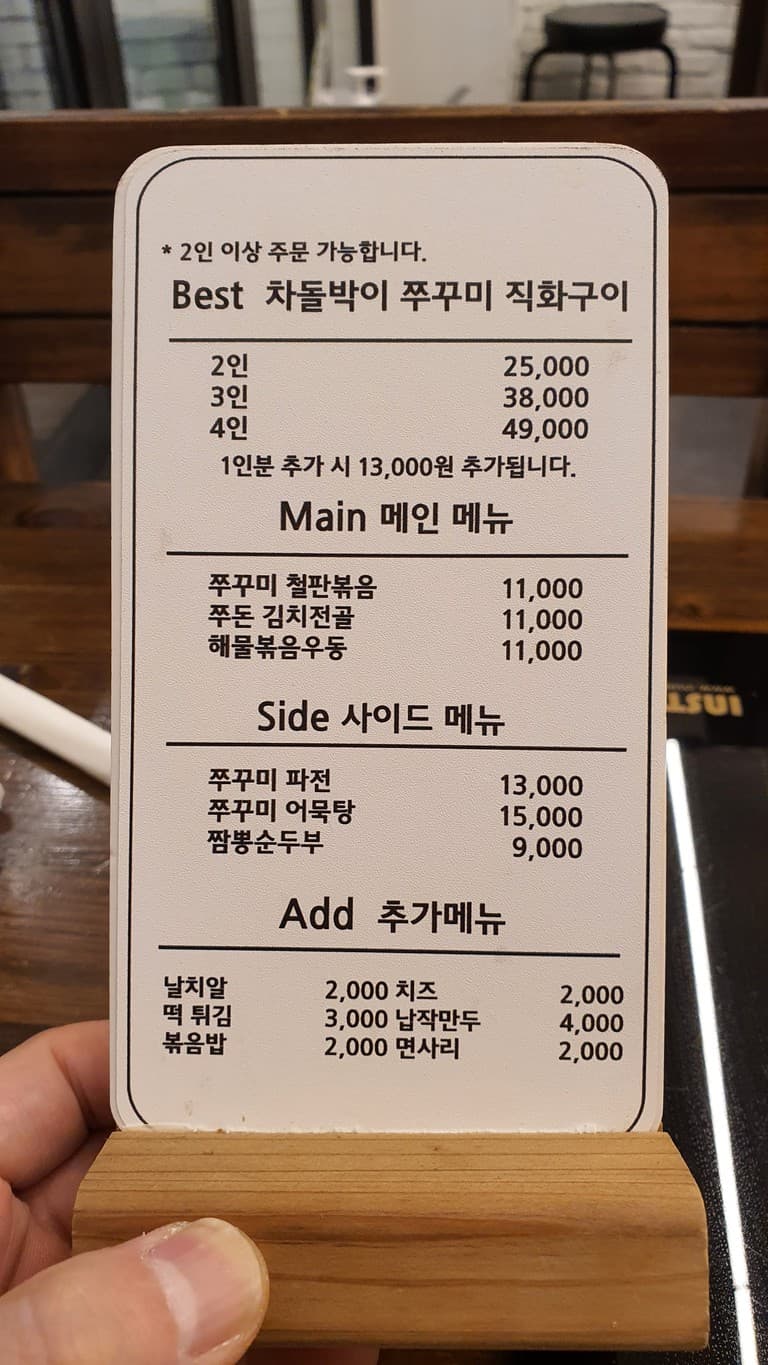 * 2인 이상 주문 가능합니다.
Best 차돌박이 쭈꾸미 직화구이
2인 25,000
3인 38,000
4인 49,000
1인분 추가 시 13,000원 추가됩니다.
Main 메인 메뉴
쭈꾸미 철판볶음 11,000
쭈돈 김치전골 11,000
해물볶음우동 11,000
Side 사이드 메뉴
쭈꾸미 파전 13,000
쭈꾸미 어묵탕 15,000
짬뽕순두부 9,000
Add 추가메뉴
날치알 2,000 치즈 2,000
떡 튀김 3,000 납작만두 4,000
볶음밥 2,000 면사리 2,000